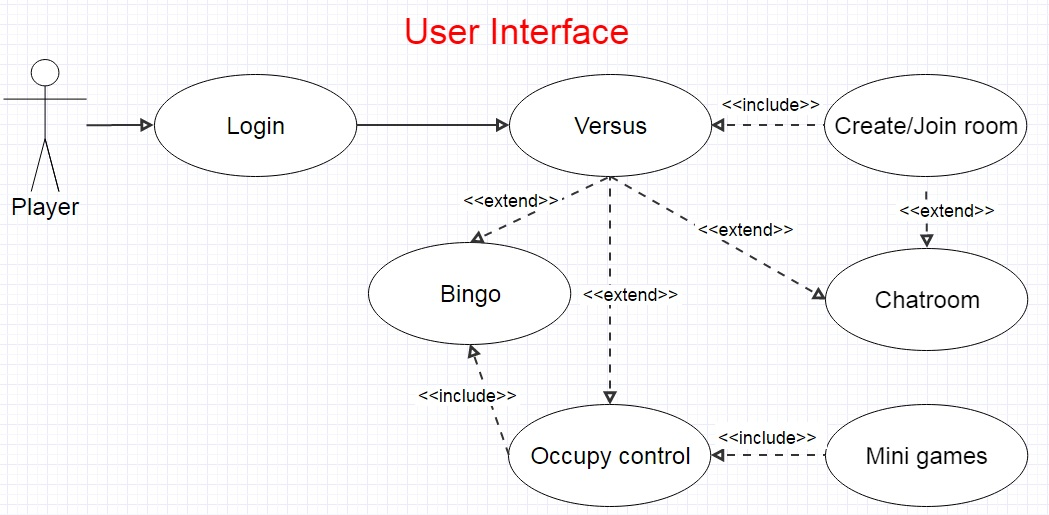 User Interface
Player
Login
Versus
<<include>>
Create/Join room
<<extend>>
<<extend>>
<<extend>>
<<extend>>
Bingo
Chatroom
<<include>>
Occupy control
<<include>>
Mini games